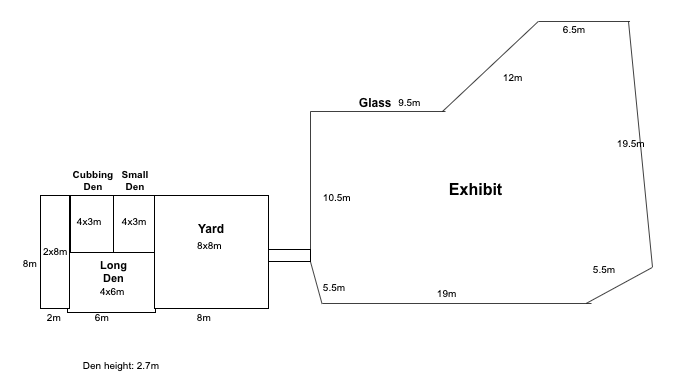 6.5m
12m
Glass 9.5m
19.5m
Cubbing Small
Den Den
Exhibit
10.5m
4x3m 4x3m
Yard
8x8m
2x8m
8m
Long
Den
4x6m
5.5m
5.5m
19m
2m 6m 8m
Den height: 2.7m